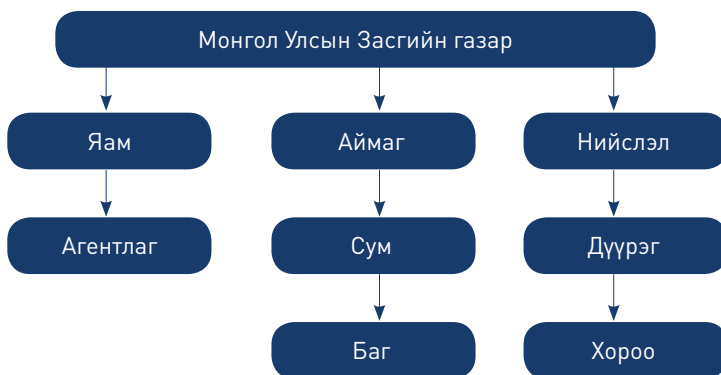 Монгол Улсын Засгийн газар
Яам
Аймаг
Нийслэл
Агентлаг
Сум
Дүүрэг
Баг
Хороо